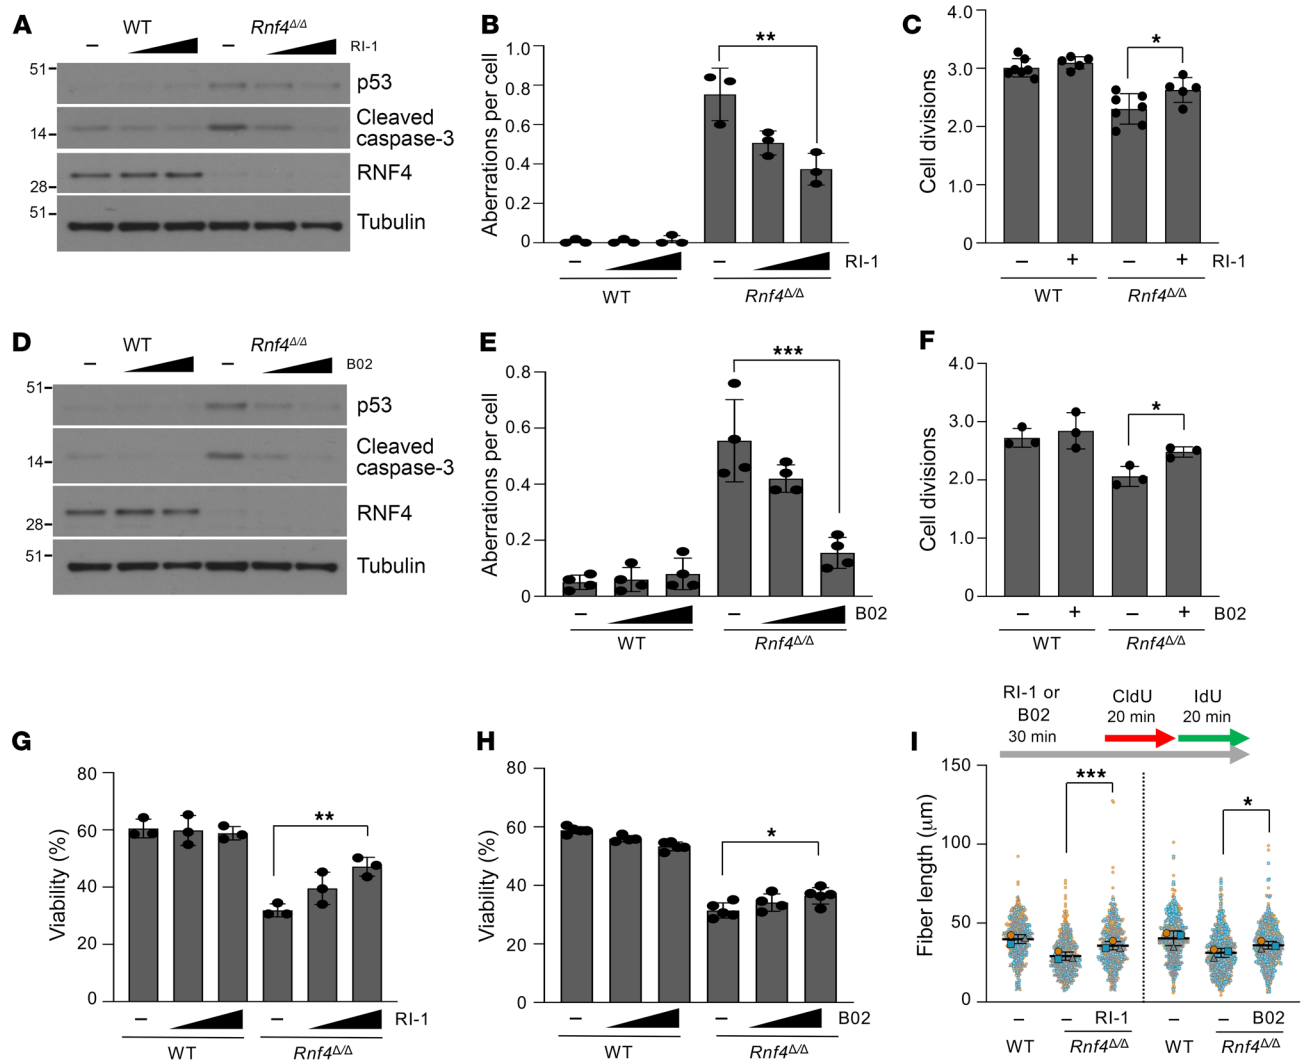 A
WT
Rnf4Δ/Δ
–
–
RI-1
51
p53
14
Cleaved
caspase-3
28
RNF4
51
Tubulin
B
**
1.0
0.8
0.6
0.4
0.2
0
Aberrations per cell
–
–
RI-1
WT
Rnf4Δ/Δ
C
*
4.0
3.0
2.0
1.0
0
Cell divisions
–
+
–
+
RI-1
WT
Rnf4Δ/Δ
D
WT
Rnf4Δ/Δ
–
–
B02
51
p53
14
Cleaved
caspase-3
28
RNF4
51
Tubulin
E
***
0.8
0.6
0.4
0.2
0
Aberrations per cell
–
–
B02
WT
Rnf4Δ/Δ
F
*
4.0
3.0
2.0
1.0
0
Cell divisions
–
+
–
+
B02
WT
Rnf4Δ/Δ
G
**
80
60
40
20
0
Viability (%)
–
–
RI-1
WT
Rnf4Δ/Δ
H
*
80
60
40
20
0
Viability (%)
–
–
B02
WT
Rnf4Δ/Δ
I
RI-1 or
B02
30 min
CldU
20 min
IdU
20 min
***
*
150
100
50
0
Fiber length (μm)
–
–
RI-1
–
–
B02
WT
Rnf4Δ/Δ
WT
Rnf4Δ/Δ